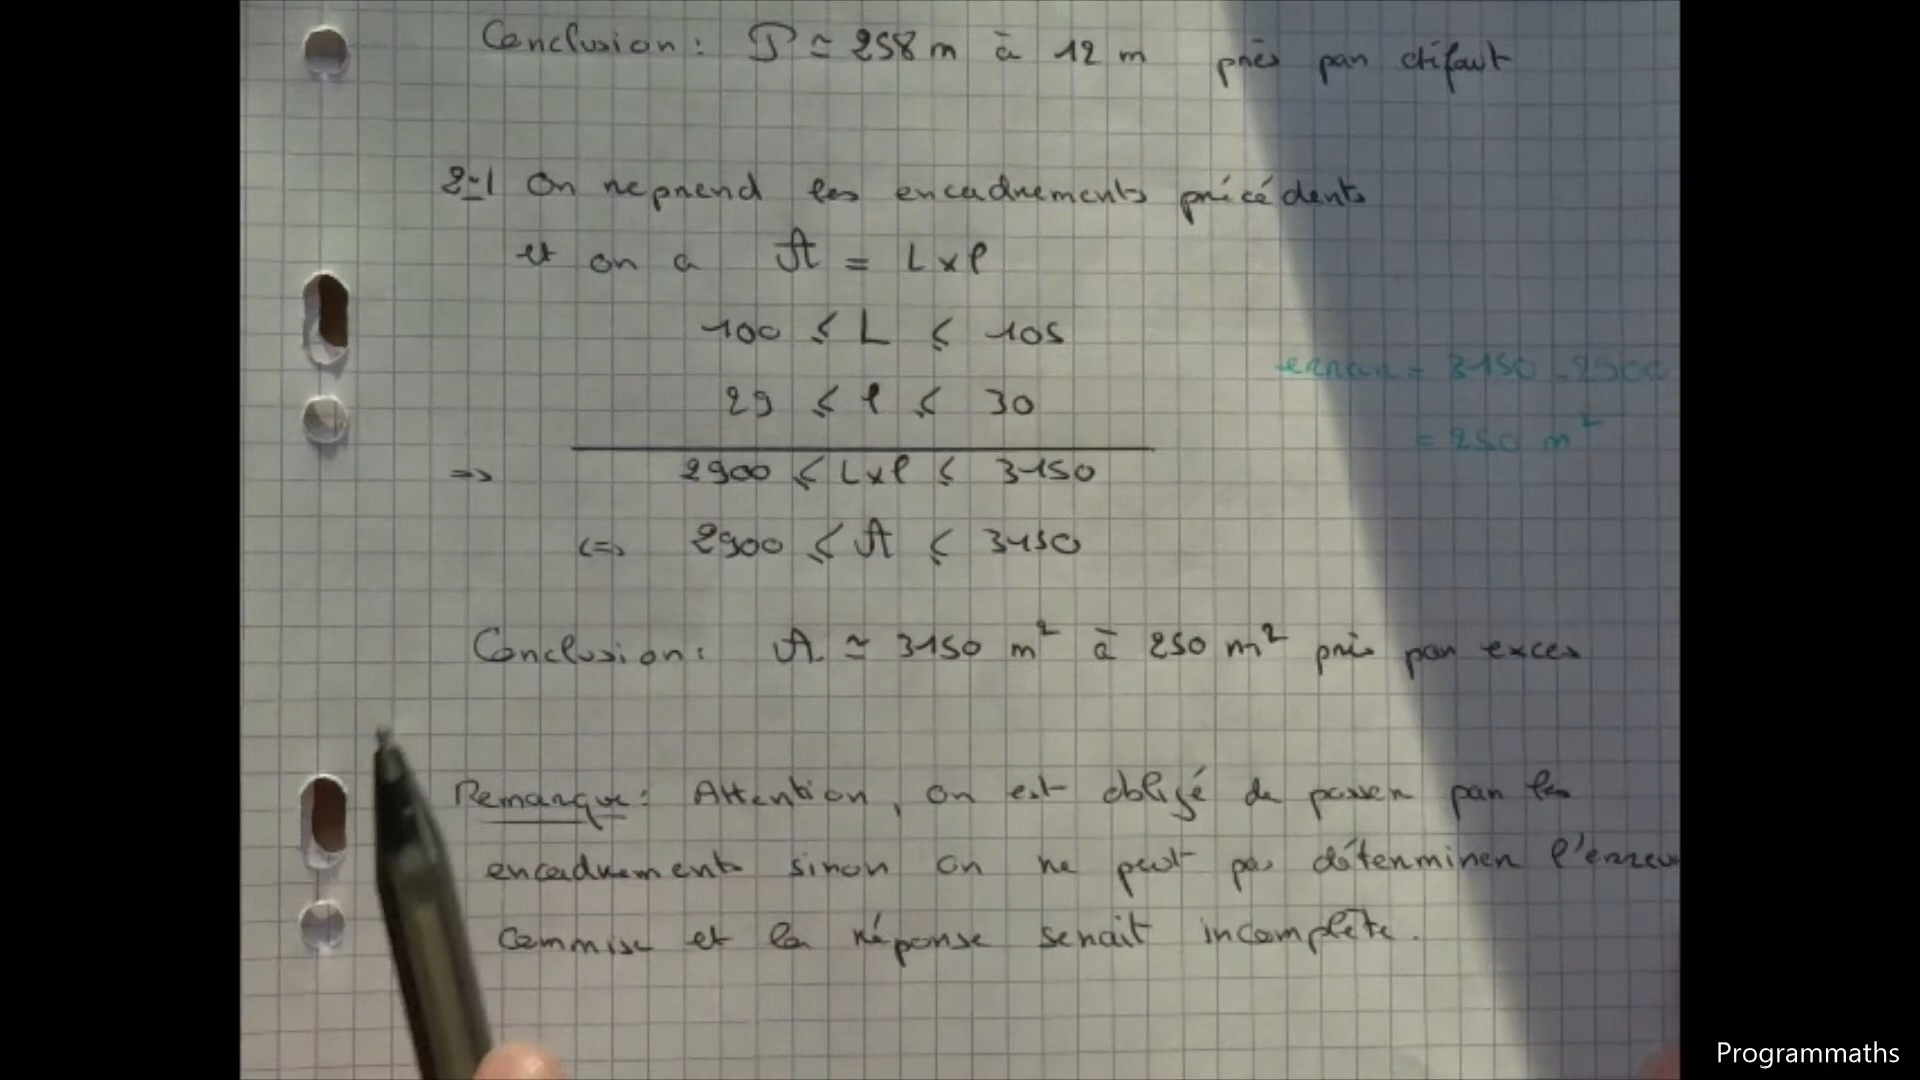 Conclusion : P ≃ 258 m à 12 m près par défaut
2-1 On reprend les encadrements précédents
et on a A = L x l
100 ≤ L ≤ 105
erreur = 3150 - 2900
29 ≤ l ≤ 30
= 250 m²
=> 2900 ≤ L x l ≤ 3150
<=> 2900 ≤ A ≤ 3150
Conclusion : A ≃ 3150 m² à 250 m² près par excès
Remarque : Attention, on est obligé de passer par les
encadrements sinon on ne peut pas déterminer l'erreur
commise et la réponse serait incomplète.
Programmaths